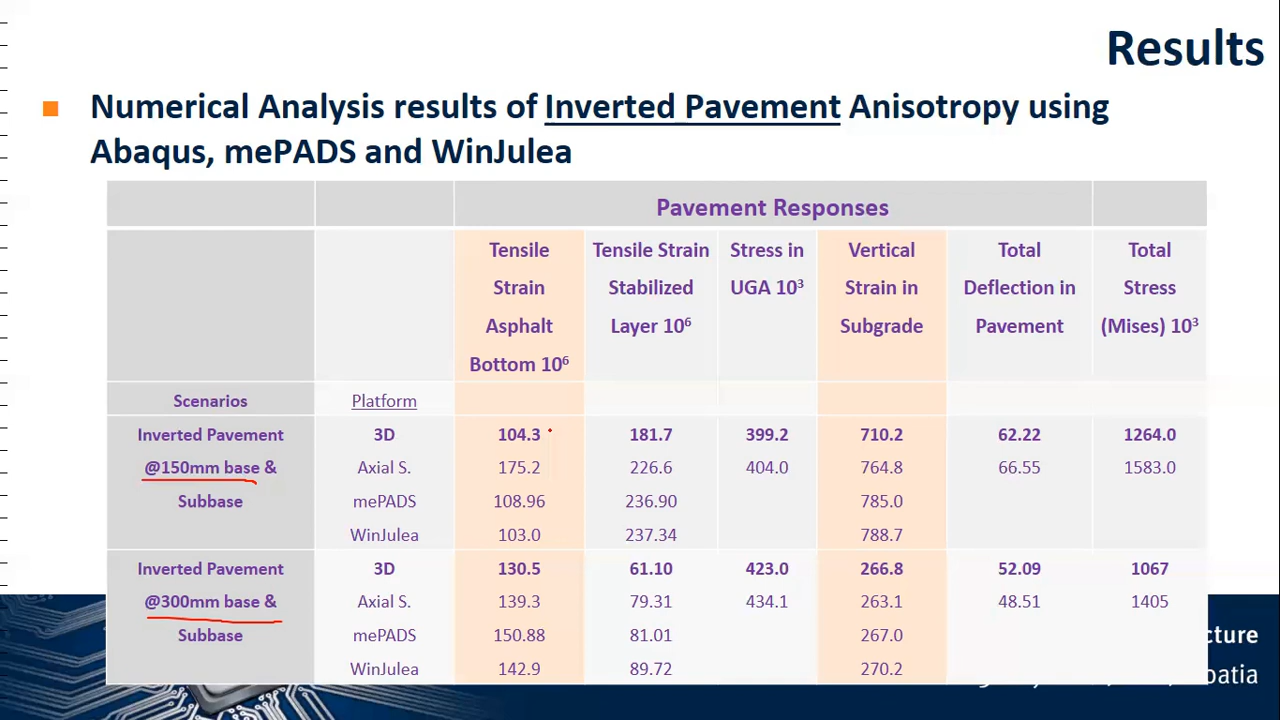 Results
Numerical Analysis results of Inverted Pavement Anisotropy using
Abaqus, mePADS and WinJulea
Pavement Responses
Tensile Strain Asphalt Bottom 10⁶ Tensile Strain Stabilized Layer 10⁶ Stress in UGA 10³ Vertical Strain in Subgrade Total Deflection in Pavement Total Stress (Mises) 10³
Scenarios Platform
Inverted Pavement 3D 104.3 181.7 399.2 710.2 62.22 1264.0
@150mm base & Axial S. 175.2 226.6 404.0 764.8 66.55 1583.0
Subbase mePADS 108.96 236.90 785.0
WinJulea 103.0 237.34 788.7
Inverted Pavement 3D 130.5 61.10 423.0 266.8 52.09 1067
@300mm base & Axial S. 139.3 79.31 434.1 263.1 48.51 1405
Subbase mePADS 150.88 81.01 267.0
WinJulea 142.9 89.72 270.2
cture
oatia